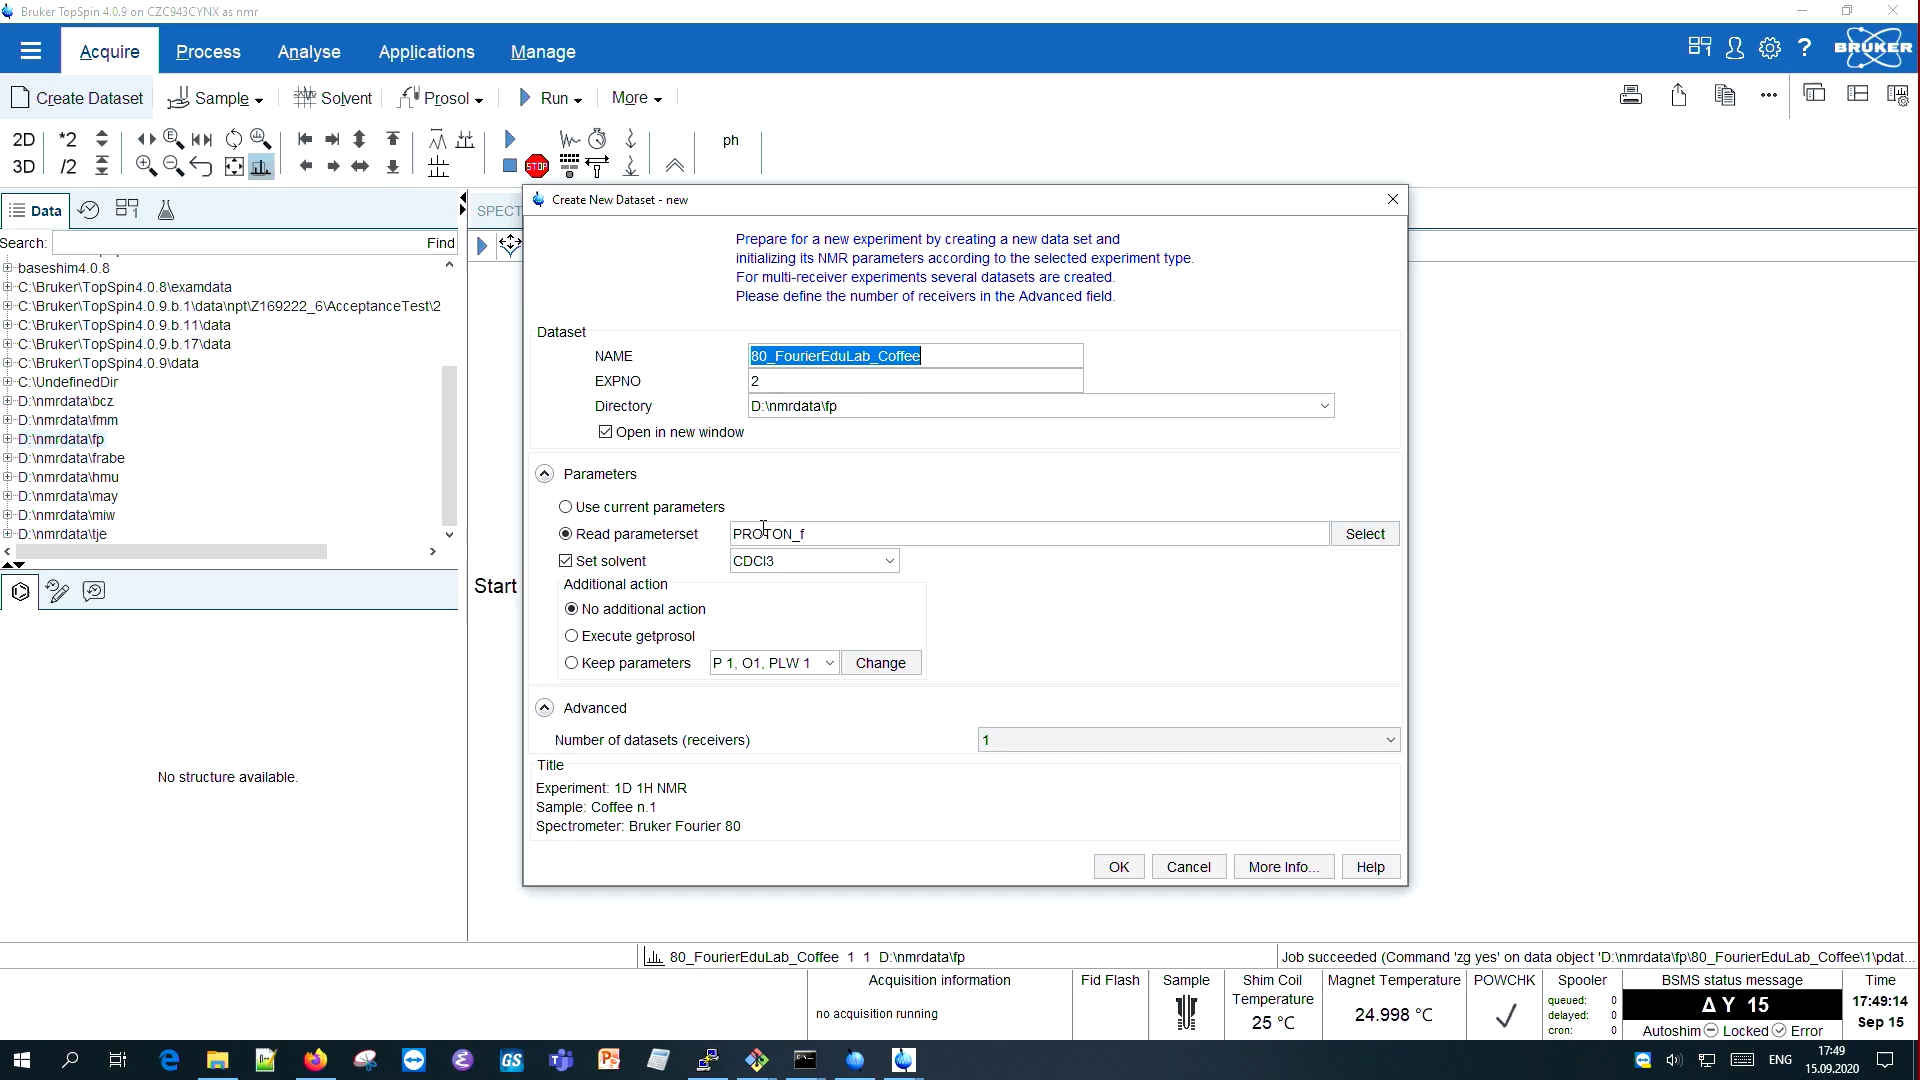 Bruker TopSpin 4.0.9 on CZC943CYNX as nmr
Acquire Process Analyse Applications Manage
? BRUKER
Create Dataset Sample Solvent Prosol Run More
2D *2 ph
3D /2 STOP
Data SPECT
Search: Find
baseshim4.0.8
C:\Bruker\TopSpin4.0.8\examdata
C:\Bruker\TopSpin4.0.9.b.1\data\npt\Z169222_6\AcceptanceTest\2
C:\Bruker\TopSpin4.0.9.b.11\data
C:\Bruker\TopSpin4.0.9.b.17\data
C:\Bruker\TopSpin4.0.9\data
C:\UndefinedDir
D:\nmrdata\bcz
D:\nmrdata\fmm
D:\nmrdata\fp
D:\nmrdata\frabe
D:\nmrdata\hmu
D:\nmrdata\may
D:\nmrdata\miw
D:\nmrdata\tje
No structure available.
Start
Create New Dataset - new
Prepare for a new experiment by creating a new data set and
initializing its NMR parameters according to the selected experiment type.
For multi-receiver experiments several datasets are created.
Please define the number of receivers in the Advanced field.
Dataset
NAME 80_FourierEduLab_Coffee
EXPNO 2
Directory D:\nmrdata\fp
Open in new window
Parameters
Use current parameters
Read parameterset PROTON_f Select
Set solvent CDCl3
Additional action
No additional action
Execute getprosol
Keep parameters P 1, O1, PLW 1 Change
Advanced
Number of datasets (receivers) 1
Title
Experiment: 1D 1H NMR
Sample: Coffee n.1
Spectrometer: Bruker Fourier 80
OK Cancel More Info... Help
80_FourierEduLab_Coffee 1 1 D:\nmrdata\fp
Job succeeded (Command 'zg yes' on data object 'D:\nmrdata\fp\80_FourierEduLab_Coffee\1\pdat...
Acquisition information
no acquisition running
Fid Flash
Sample
Shim Coil
Temperature
25 °C
Magnet Temperature
24.998 °C
POWCHK
Spooler
queued: 0
delayed: 0
cron: 0
BSMS status message
Δ Y 15
Autoshim Locked Error
Time
17:49:14
Sep 15
GS ENG 17:49
15.09.2020